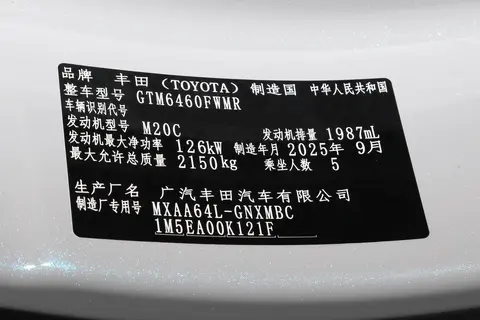 品牌 丰田（TOYOTA） 制造国 中华人民共和国
整车型号 GTM6460FWMR
车辆识别代号
发动机型号 M20C 发动机排量 1987mL
发动机最大净功率 126kW 制造年月 2025年 9月
最大允许总质量 2150kg 乘坐人数 5
生产厂名 广汽丰田汽车有限公司
制造厂专用号 MXAA64L-GNXMBC
1M5EA00K121F